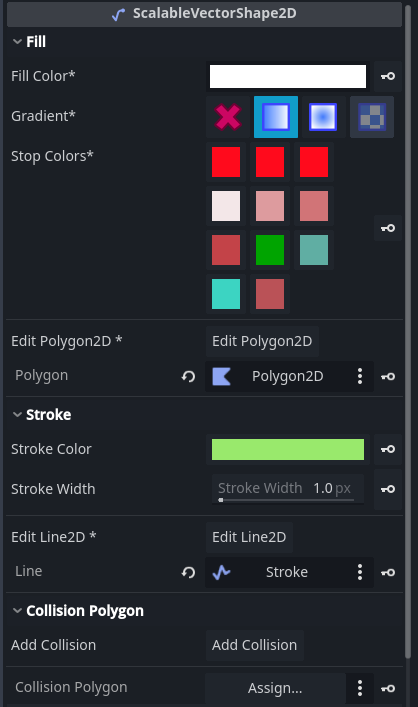 ScalableVectorShape2D
Fill
Fill Color*
Gradient*
Stop Colors*
Edit Polygon2D * Edit Polygon2D
Polygon Polygon2D
Stroke
Stroke Color
Stroke Width Stroke Width 1.0 px
Edit Line2D * Edit Line2D
Line Stroke
Collision Polygon
Add Collision Add Collision
Collision Polygon Assign...